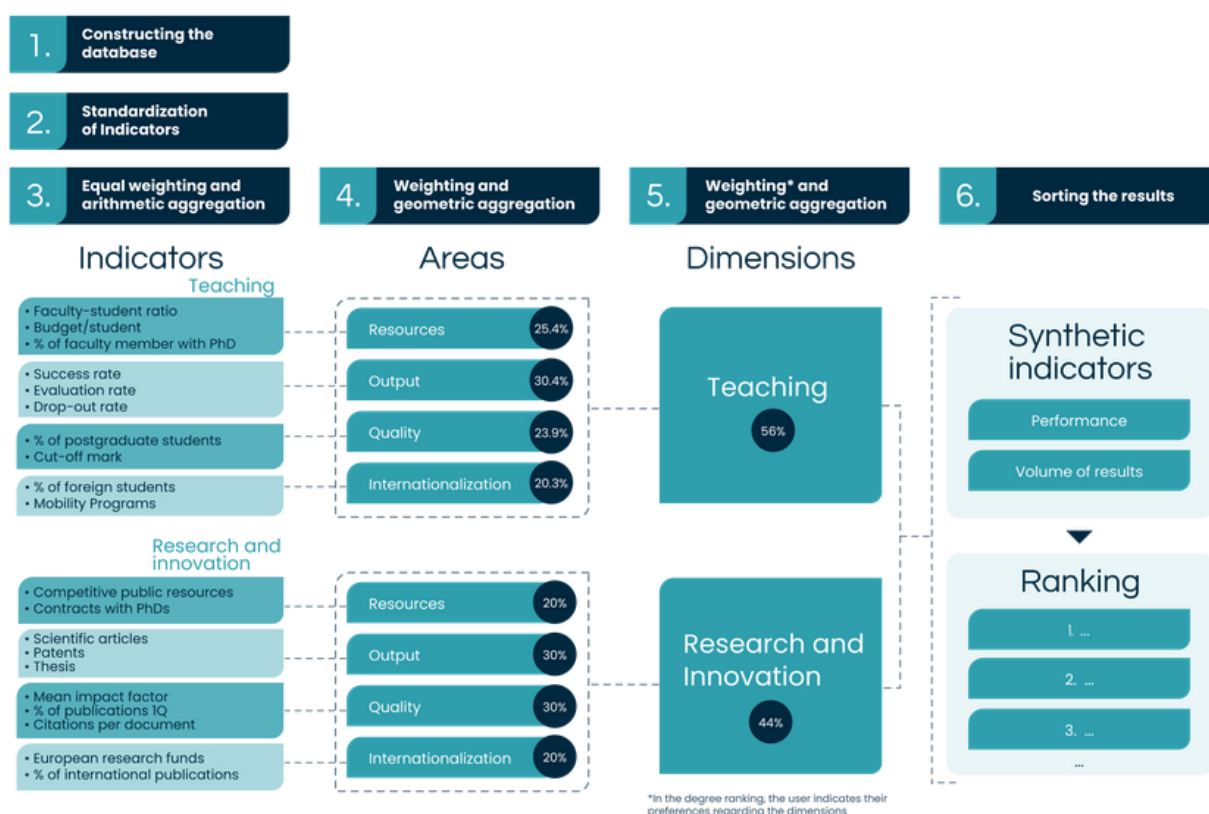 1.
Constructing the
database
2.
Standardization
of Indicators
3.
Equal weighting and
arithmetic aggregation
4.
Weighting and
geometric aggregation
5.
Weighting* and
geometric aggregation
6.
Sorting the results
Indicators
Areas
Dimensions
Teaching
• Faculty-student ratio
• Budget/student
• % of faculty member with PhD
• Success rate
• Evaluation rate
• Drop-out rate
• % of postgraduate students
• Cut-off mark
• % of foreign students
• Mobility Programs
Resources
25.4%
Output
30.4%
Quality
23.9%
Internationalization
20.3%
Teaching
56%
Research and
innovation
• Competitive public resources
• Contracts with PhDs
• Scientific articles
• Patents
• Thesis
• Mean impact factor
• % of publications 1Q
• Citations per document
• European research funds
• % of international publications
Resources
20%
Output
30%
Quality
30%
Internationalization
20%
Research and
Innovation
44%
*In the degree ranking, the user indicates their
preferences regarding the dimensions
Synthetic
indicators
Performance
Volume of results
Ranking
1. ...
2. ...
3. ...
...